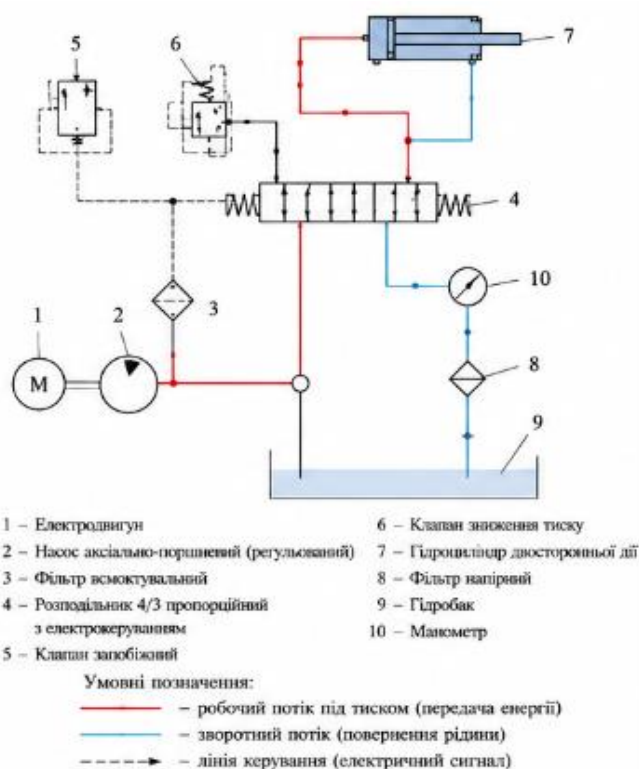 5
6
7
4
3
10
1
2
M
8
9
1 – Електродвигун
2 – Насос аксіально-поршневий (регульований)
3 – Фільтр всмоктувальний
4 – Розподільник 4/3 пропорційний
з електрокеруванням
5 – Клапан запобіжний
6 – Клапан зниження тиску
7 – Гідроциліндр двосторонньої дії
8 – Фільтр напірний
9 – Гідробак
10 – Манометр
Умовні позначення:
– робочий потік під тиском (передача енергії)
– зворотний потік (повернення рідини)
– лінія керування (електричний сигнал)